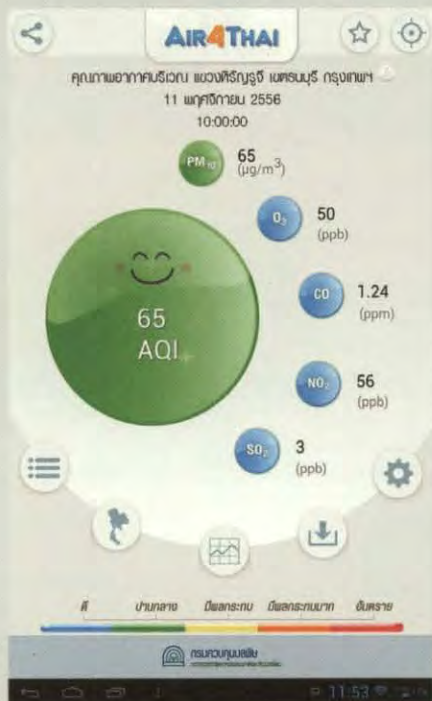 AIR4THAI
คุณภาพอากาศบริเวณ แขวงหิรัญรูจี เขตธนบุรี กรุงเทพฯ
11 พฤศจิกายน 2556
10:00:00
PM10 65 (µg/m³)
O3 50 (ppb)
CO 1.24 (ppm)
65 AQI
NO2 56 (ppb)
SO2 3 (ppb)
ดี ปานกลาง มีผลกระทบ มีผลกระทบมาก อันตราย
กรมควบคุมมลพิษ
11:53